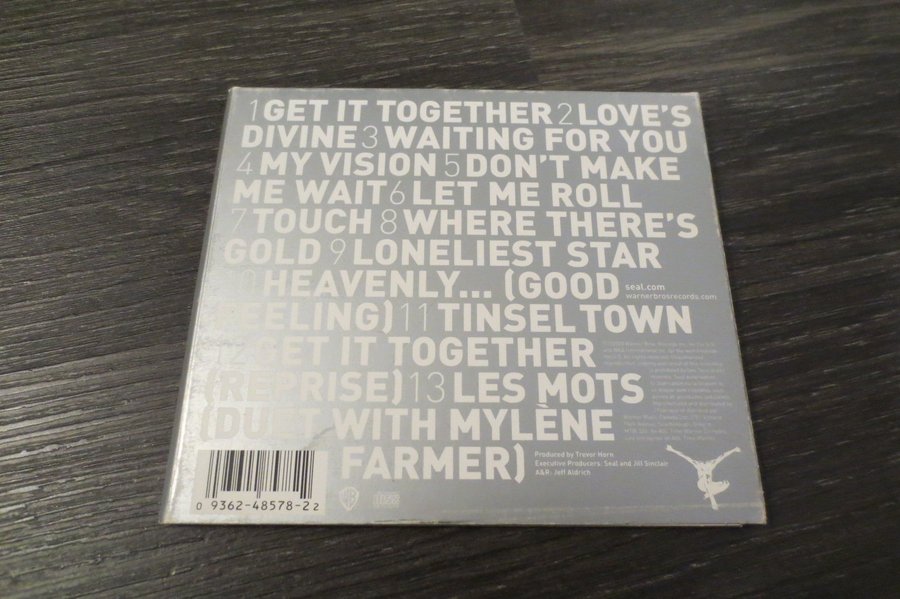 1 GET IT TOGETHER 2 LOVE'S
DIVINE 3 WAITING FOR YOU
4 MY VISION 5 DON'T MAKE
ME WAIT 6 LET ME ROLL
7 TOUCH 8 WHERE THERE'S
GOLD 9 LONELIEST STAR
10 HEAVENLY... (GOOD
seal.com
warnerbrosrecords.com
FEELING) 11 TINSEL TOWN
12 GET IT TOGETHER
(REPRISE) 13 LES MOTS
(DUET WITH MYLÈNE
FARMER)
Produced by Trevor Horn
Executive Producers: Seal and Jill Sinclair
A&R: Jeff Aldrich
0 9362-48578-2 2